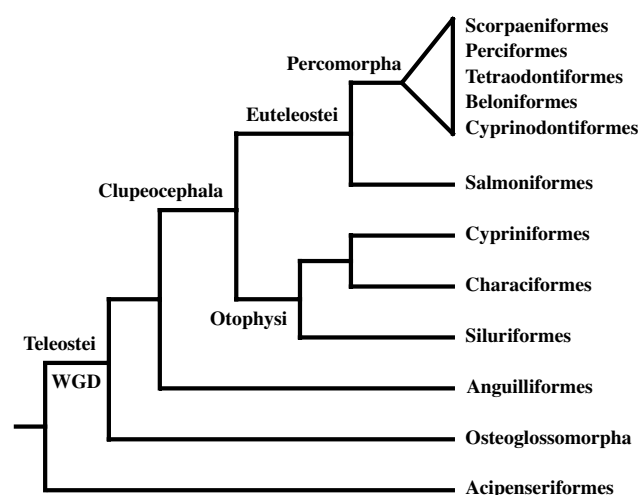 Scorpaeniformes
Perciformes
Percomorpha
Tetraodontiformes
Beloniformes
Euteleostei
Cyprinodontiformes
Salmoniformes
Clupeocephala
Cypriniformes
Characiformes
Otophysi
Siluriformes
Teleostei
WGD
Anguilliformes
Osteoglossomorpha
Acipenseriformes